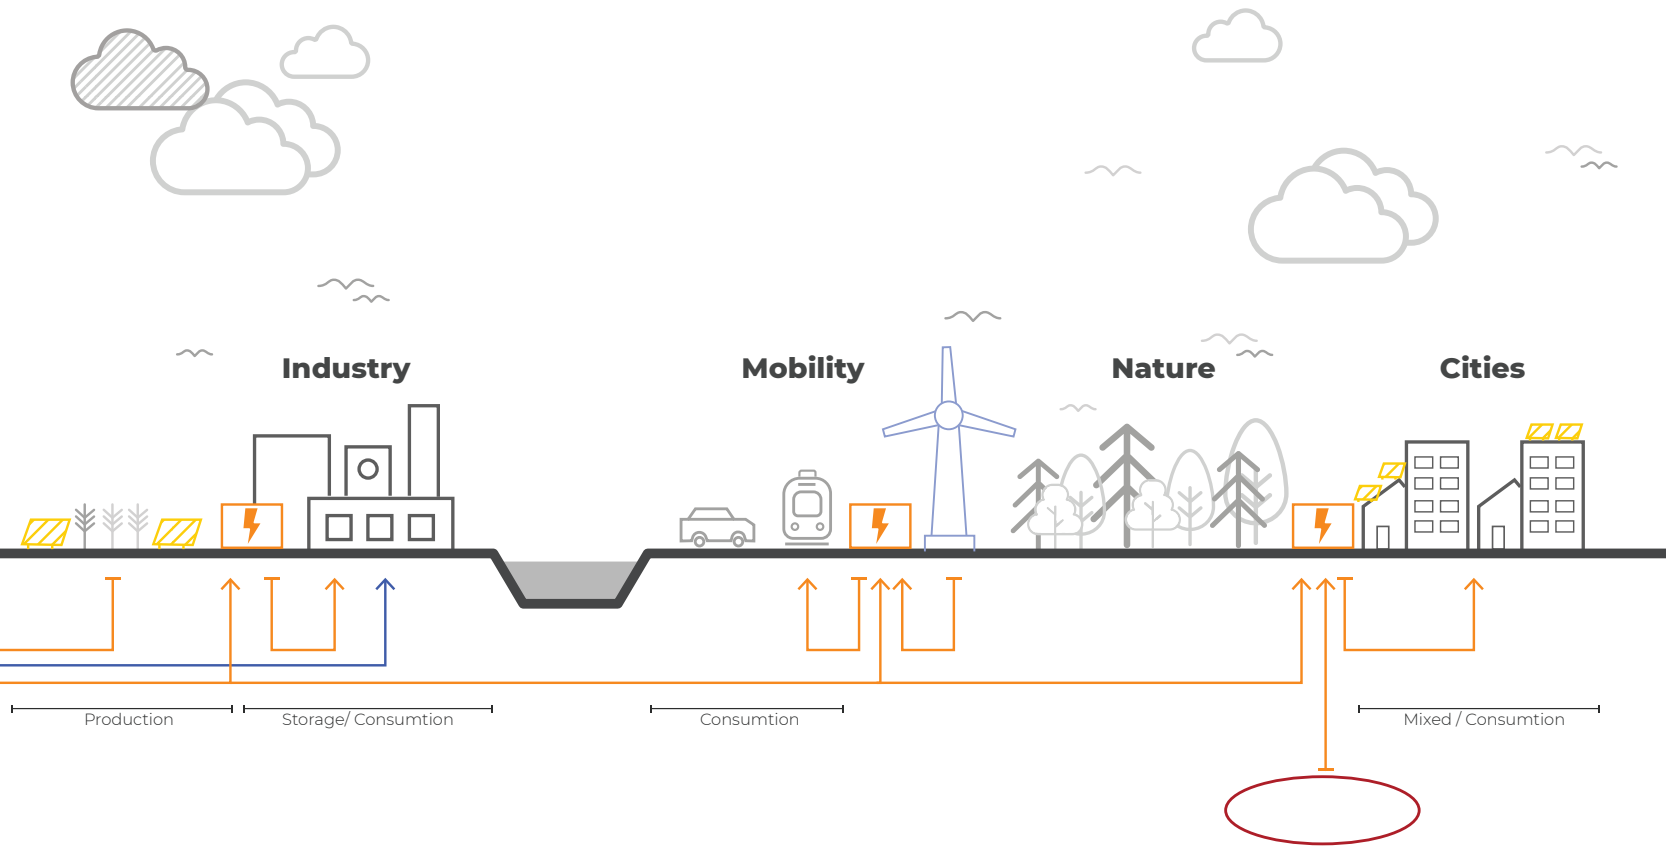 Industry
Mobility
Nature
Cities
Production
Storage/ Consumtion
Consumtion
Mixed / Consumtion